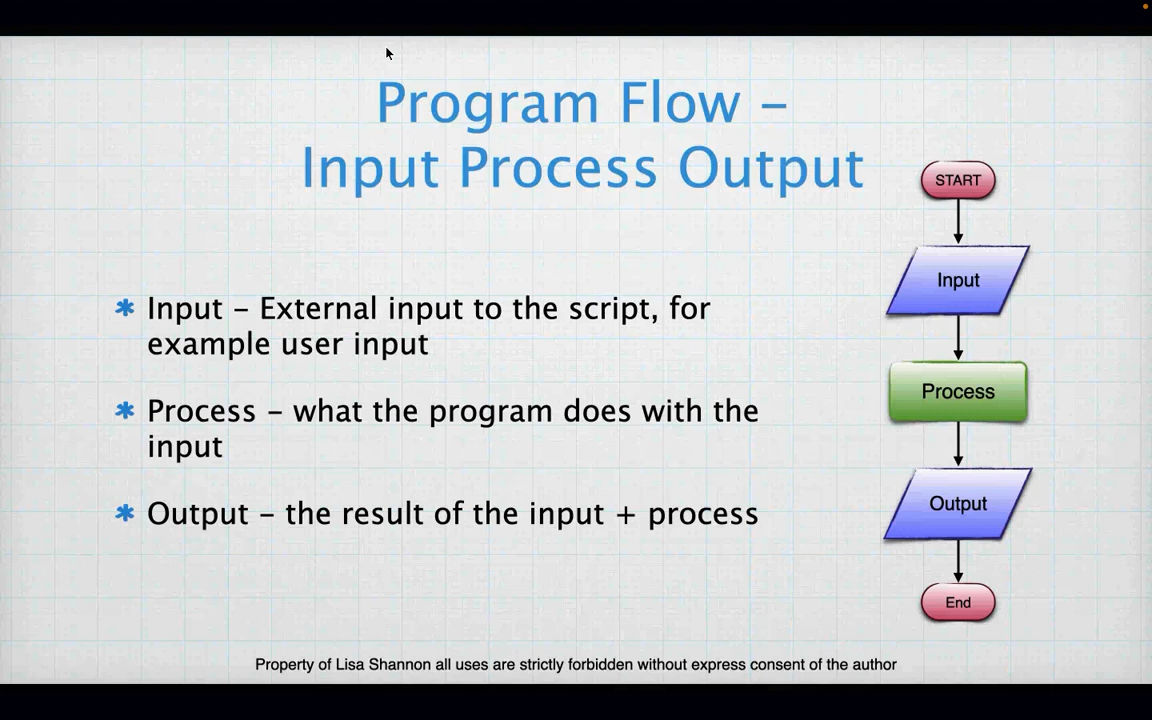 Program Flow –
Input Process Output
START
Input
Process
Output
End
✱ Input – External input to the script, for
example user input
✱ Process – what the program does with the
input
✱ Output – the result of the input + process
Property of Lisa Shannon all uses are strictly forbidden without express consent of the author